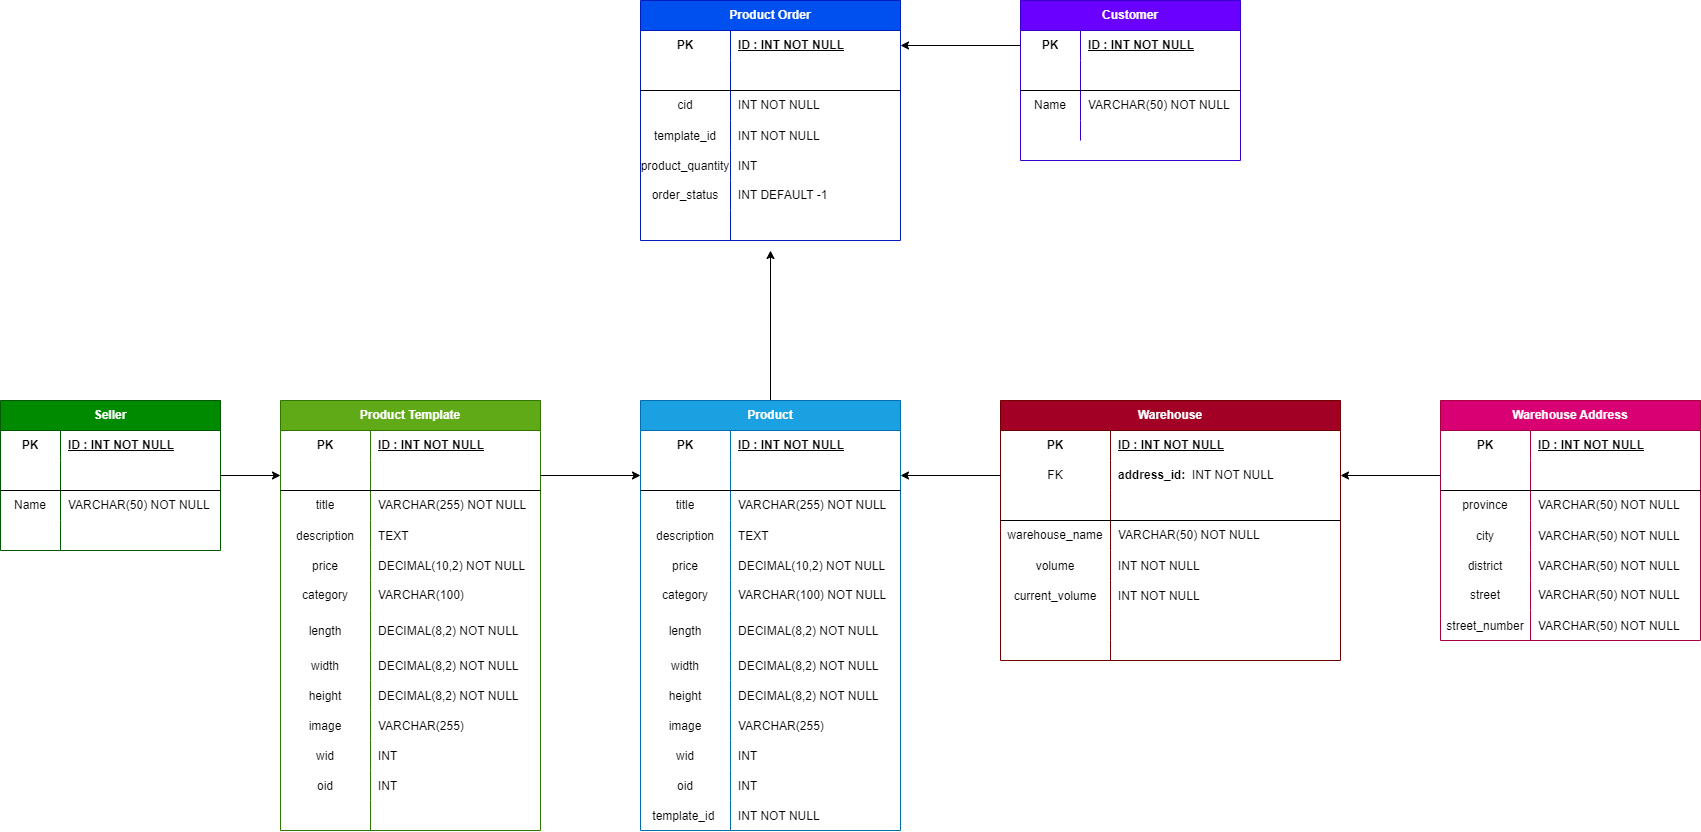 Product Order
PK ID : INT NOT NULL
cid INT NOT NULL
template_id INT NOT NULL
product_quantity INT
order_status INT DEFAULT -1
Customer
PK ID : INT NOT NULL
Name VARCHAR(50) NOT NULL
Seller
PK ID : INT NOT NULL
Name VARCHAR(50) NOT NULL
Product Template
PK ID : INT NOT NULL
title VARCHAR(255) NOT NULL
description TEXT
price DECIMAL(10,2) NOT NULL
category VARCHAR(100)
length DECIMAL(8,2) NOT NULL
width DECIMAL(8,2) NOT NULL
height DECIMAL(8,2) NOT NULL
image VARCHAR(255)
wid INT
oid INT
Product
PK ID : INT NOT NULL
title VARCHAR(255) NOT NULL
description TEXT
price DECIMAL(10,2) NOT NULL
category VARCHAR(100) NOT NULL
length DECIMAL(8,2) NOT NULL
width DECIMAL(8,2) NOT NULL
height DECIMAL(8,2) NOT NULL
image VARCHAR(255)
wid INT
oid INT
template_id INT NOT NULL
Warehouse
PK ID : INT NOT NULL
FK address_id: INT NOT NULL
warehouse_name VARCHAR(50) NOT NULL
volume INT NOT NULL
current_volume INT NOT NULL
Warehouse Address
PK ID : INT NOT NULL
province VARCHAR(50) NOT NULL
city VARCHAR(50) NOT NULL
district VARCHAR(50) NOT NULL
street VARCHAR(50) NOT NULL
street_number VARCHAR(50) NOT NULL